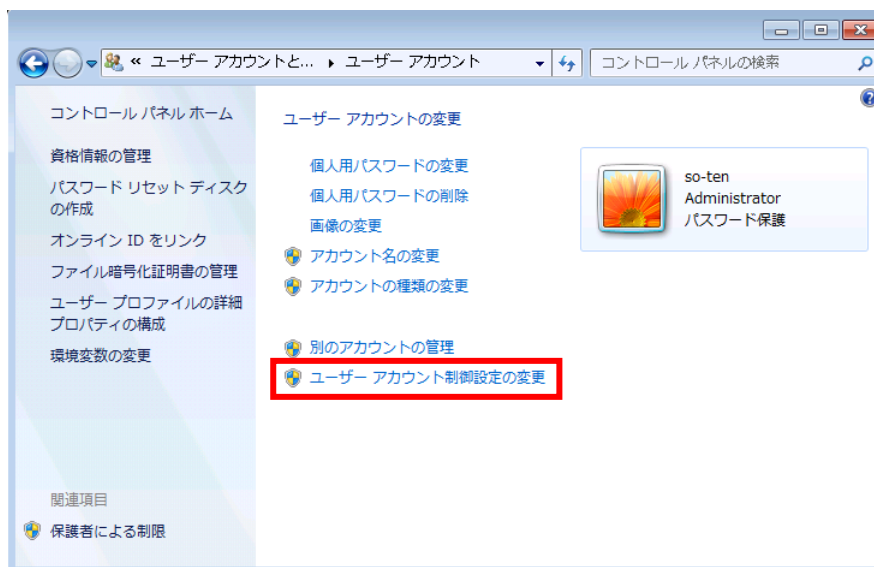 « ユーザー アカウントと... ▸ ユーザー アカウント
コントロール パネルの検索
コントロール パネル ホーム
資格情報の管理
パスワード リセット ディスク
の作成
オンライン ID をリンク
ファイル暗号化証明書の管理
ユーザー プロファイルの詳細
プロパティの構成
環境変数の変更
関連項目
保護者による制限
ユーザー アカウントの変更
個人用パスワードの変更
個人用パスワードの削除
画像の変更
アカウント名の変更
アカウントの種類の変更
別のアカウントの管理
ユーザー アカウント制御設定の変更
so-ten
Administrator
パスワード保護